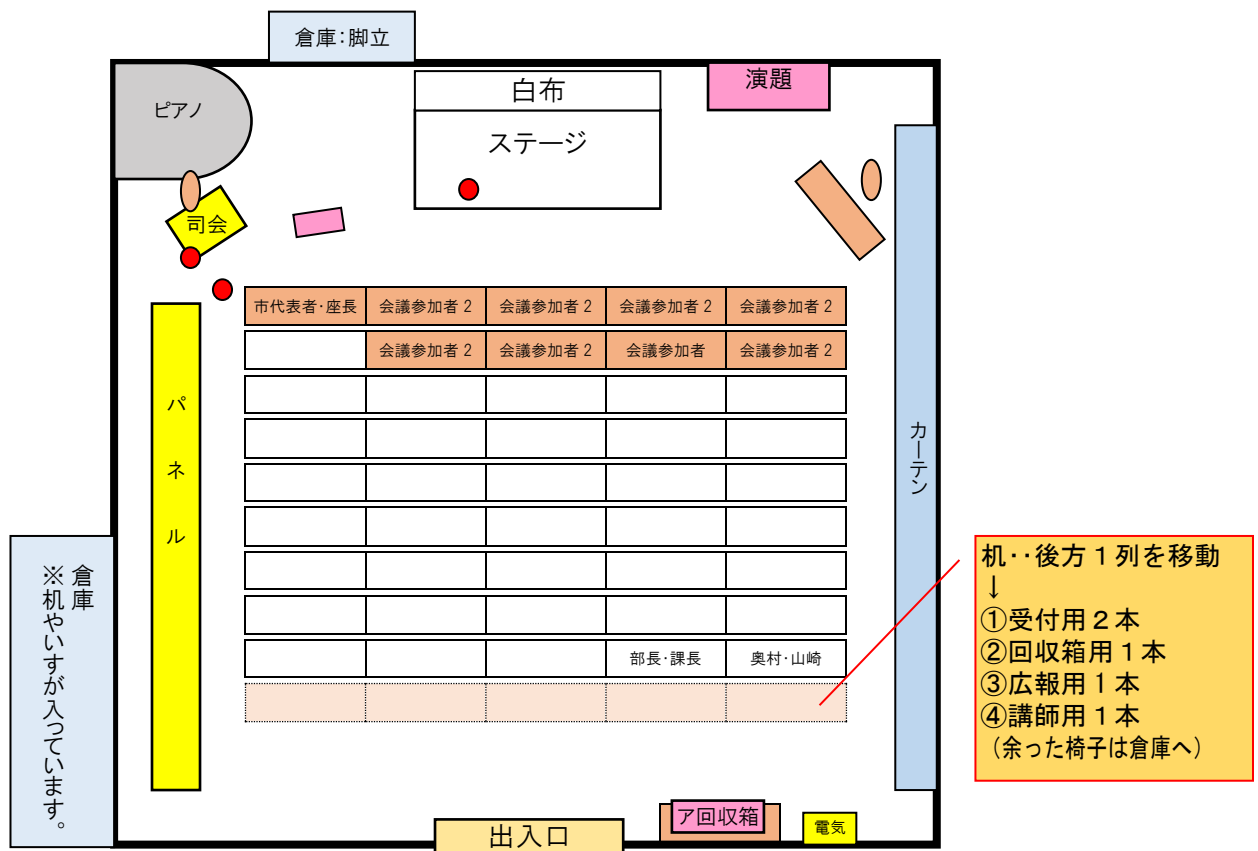 倉庫：脚立
ピアノ
白布
演題
ステージ
司会
市代表者・座長 会議参加者２ 会議参加者２ 会議参加者２ 会議参加者２
会議参加者２ 会議参加者２ 会議参加者 会議参加者２
パネル
カーテン
部長・課長 奥村・山崎
倉庫
※机やいすが入っています。
机‥後方１列を移動
↓
①受付用２本
②回収箱用１本
③広報用１本
④講師用１本
（余った椅子は倉庫へ）
ア回収箱
電気
出入口